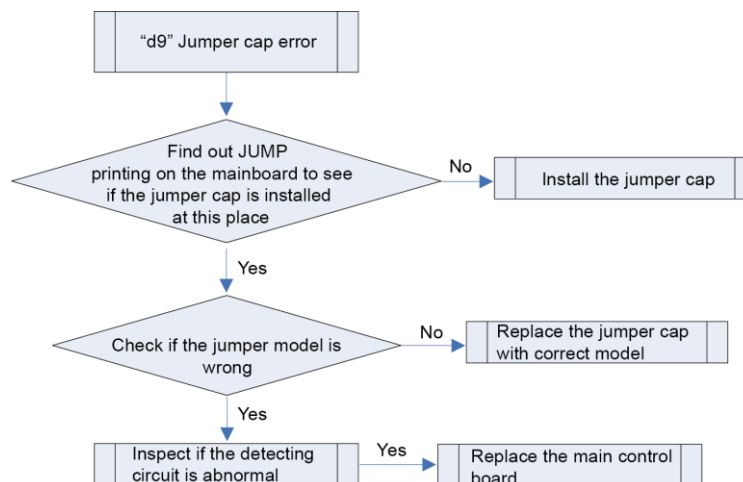 “d9” Jumper cap error
Find out JUMP
printing on the mainboard to see
if the jumper cap is installed
at this place
No
Install the jumper cap
Yes
Check if the jumper model is
wrong
No
Replace the jumper cap
with correct model
Yes
Inspect if the detecting
circuit is abnormal
Yes
Replace the main control
board